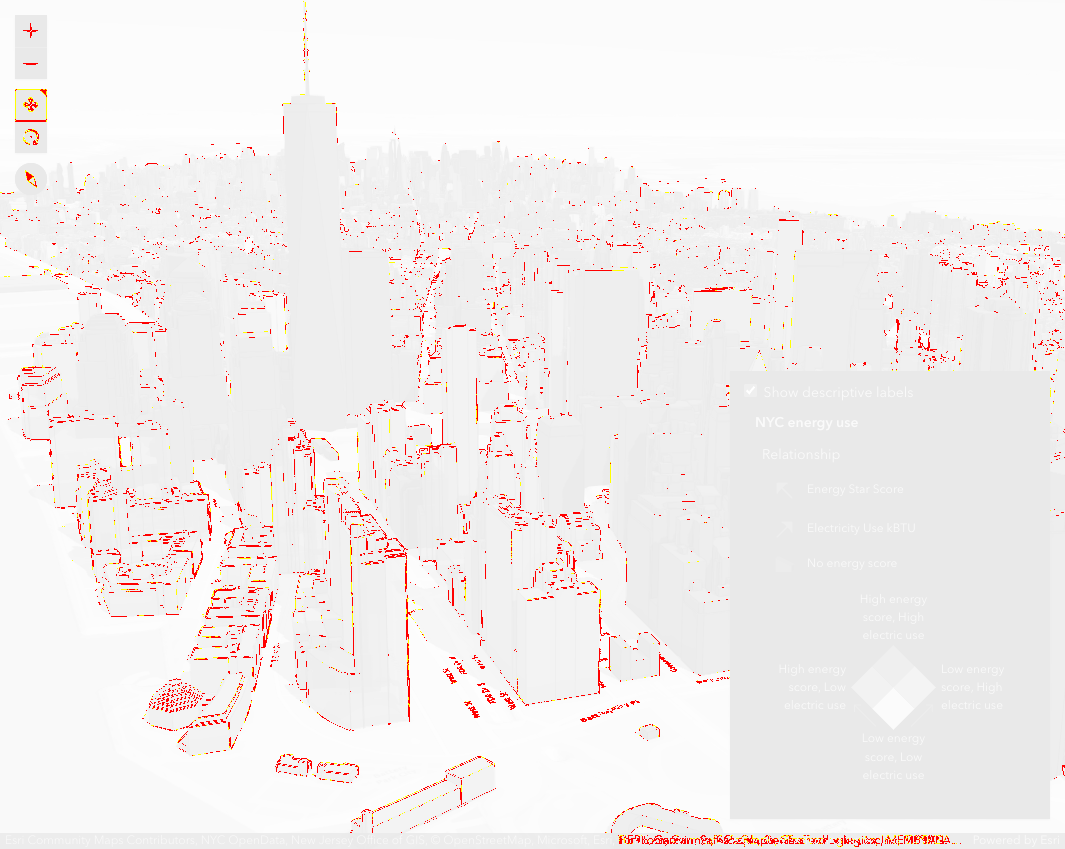 Show descriptive labels
NYC energy use
Relationship
Energy Star Score
Electricity Use kBTU
No energy score
High energy
score, High
electric use
High energy
score, Low
electric use
Low energy
score, High
electric use
Low energy
score, Low
electric use
Esri Community Maps Contributors, NYC OpenData, New Jersey Office of GIS, © OpenStreetMap, Microsoft, Esri
Powered by Esri